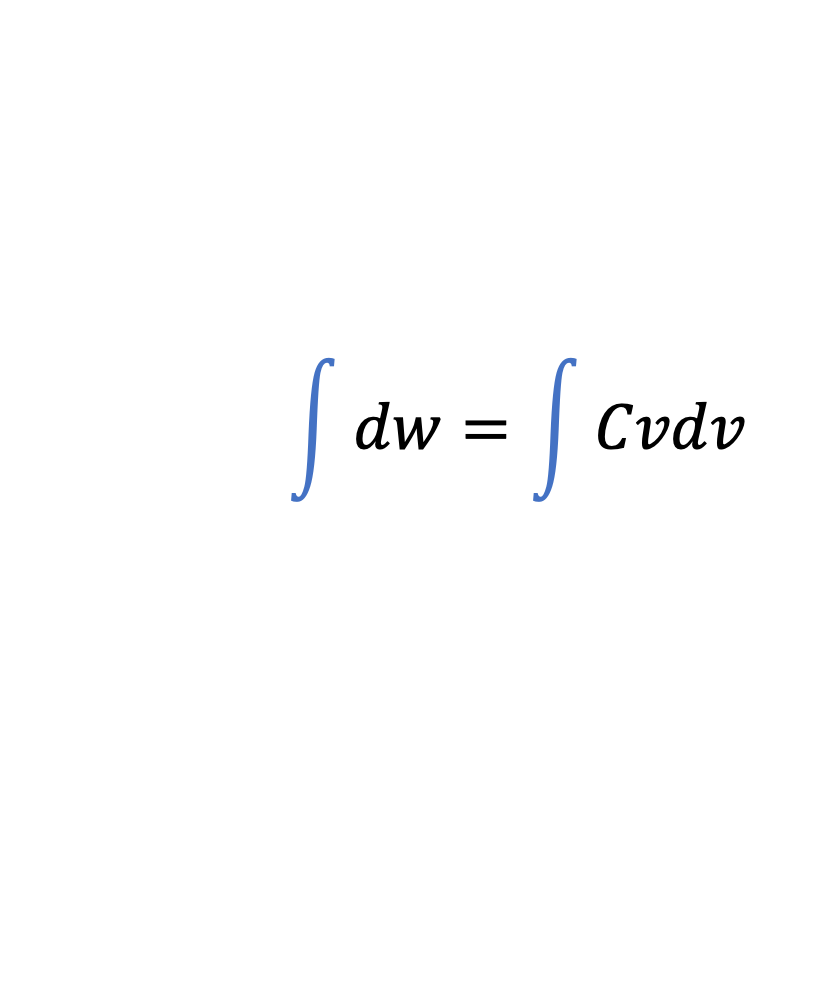 ∫ dw = ∫ Cvdv